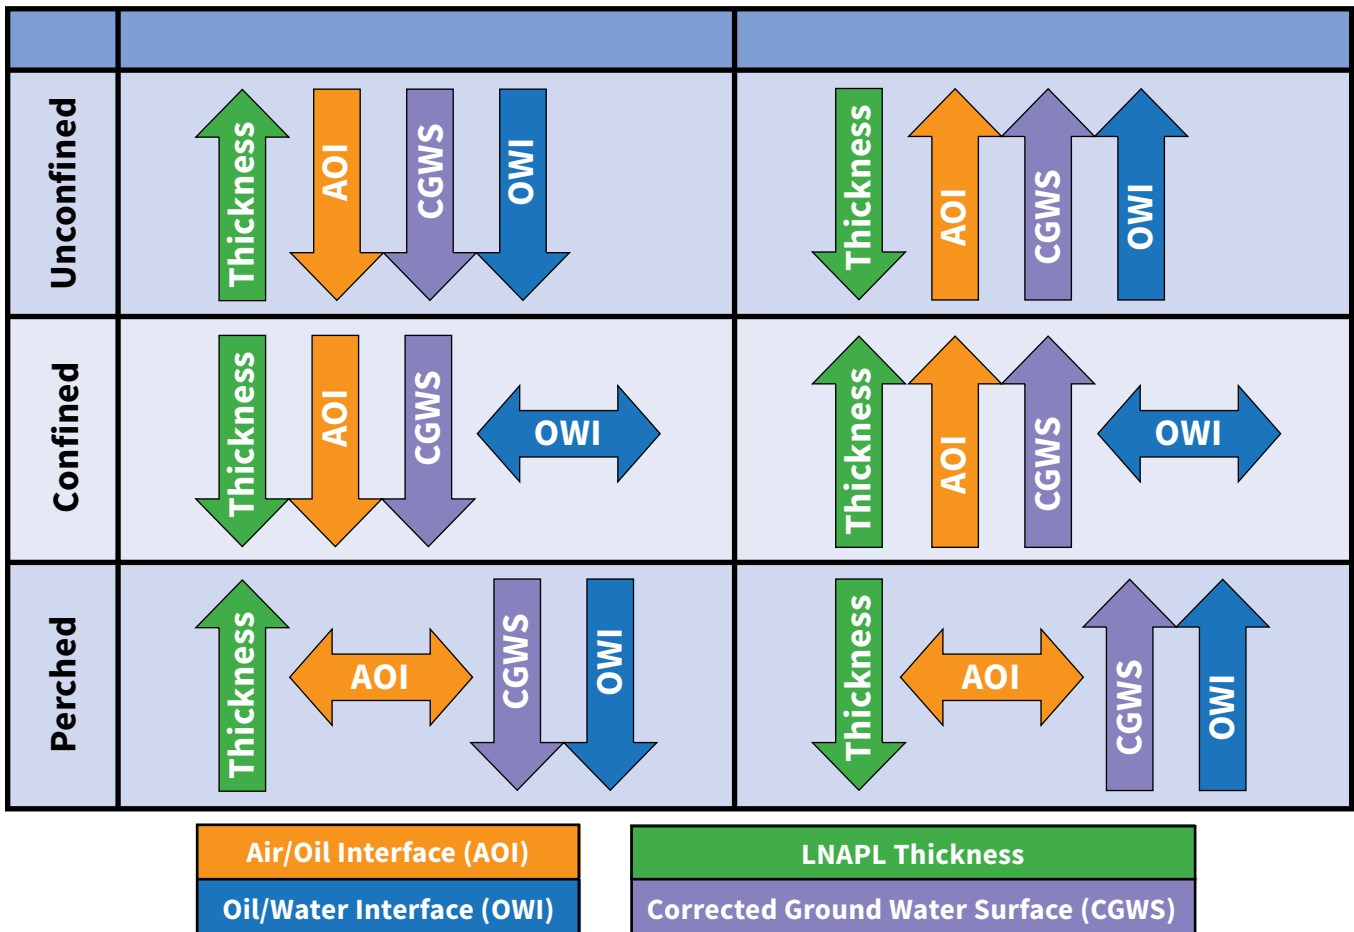 Unconfined
Thickness
AOI
CGWS
OWI
Thickness
AOI
CGWS
OWI
Confined
Thickness
AOI
CGWS
OWI
Thickness
AOI
CGWS
OWI
Perched
Thickness
AOI
CGWS
OWI
Thickness
AOI
CGWS
OWI
Air/Oil Interface (AOI)
LNAPL Thickness
Oil/Water Interface (OWI)
Corrected Ground Water Surface (CGWS)